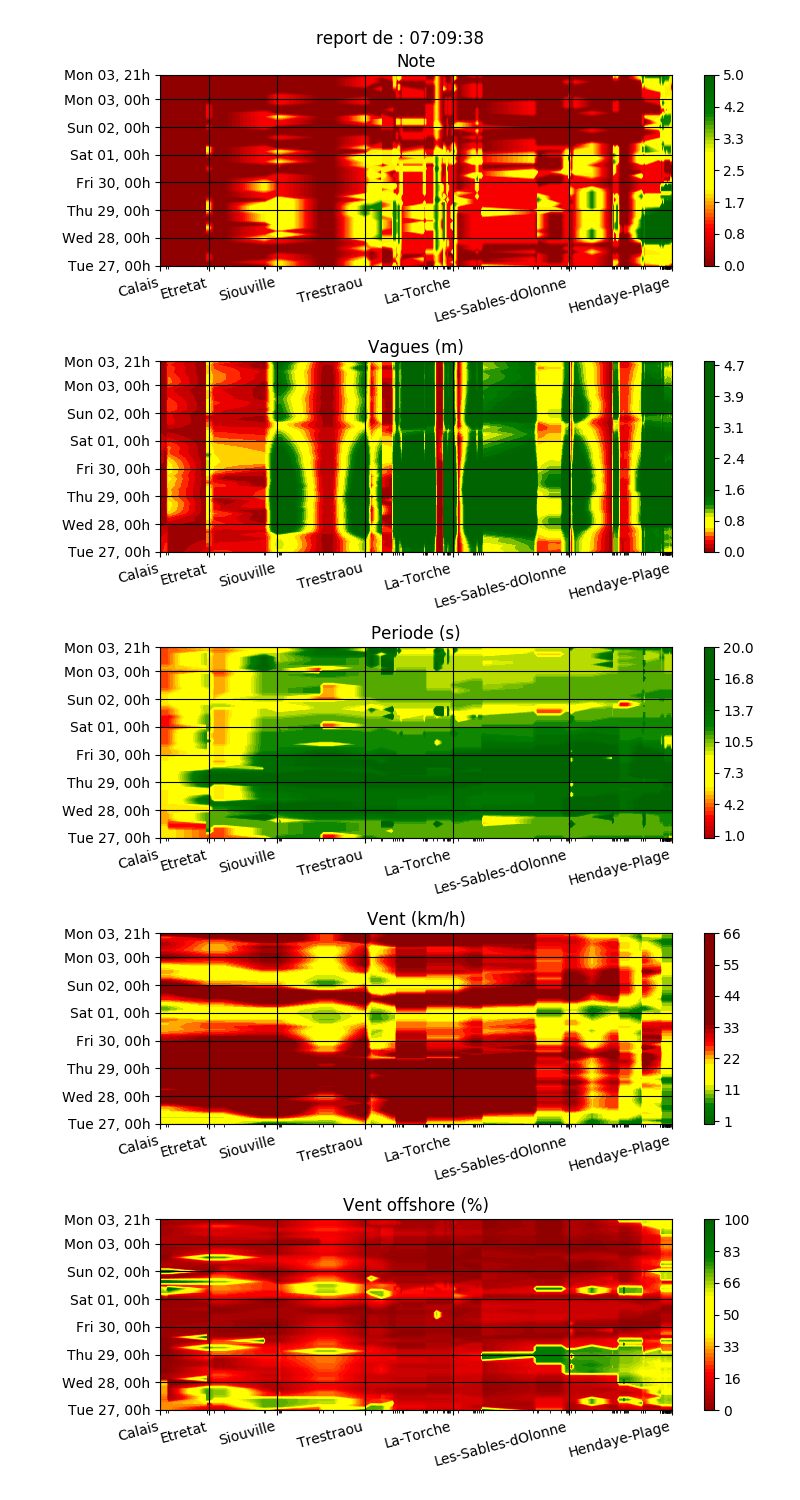 report de : 07:09:38
Note
Mon 03, 21h
Mon 03, 00h
Sun 02, 00h
Sat 01, 00h
Fri 30, 00h
Thu 29, 00h
Wed 28, 00h
Tue 27, 00h
Calais
Etretat
Siouville
Trestraou
La-Torche
Les-Sables-dOlonne
Hendaye-Plage
5.0
4.2
3.3
2.5
1.7
0.8
0.0
Vagues (m)
Mon 03, 21h
Mon 03, 00h
Sun 02, 00h
Sat 01, 00h
Fri 30, 00h
Thu 29, 00h
Wed 28, 00h
Tue 27, 00h
Calais
Etretat
Siouville
Trestraou
La-Torche
Les-Sables-dOlonne
Hendaye-Plage
4.7
3.9
3.1
2.4
1.6
0.8
0.0
Periode (s)
Mon 03, 21h
Mon 03, 00h
Sun 02, 00h
Sat 01, 00h
Fri 30, 00h
Thu 29, 00h
Wed 28, 00h
Tue 27, 00h
Calais
Etretat
Siouville
Trestraou
La-Torche
Les-Sables-dOlonne
Hendaye-Plage
20.0
16.8
13.7
10.5
7.3
4.2
1.0
Vent (km/h)
Mon 03, 21h
Mon 03, 00h
Sun 02, 00h
Sat 01, 00h
Fri 30, 00h
Thu 29, 00h
Wed 28, 00h
Tue 27, 00h
Calais
Etretat
Siouville
Trestraou
La-Torche
Les-Sables-dOlonne
Hendaye-Plage
66
55
44
33
22
11
1
Vent offshore (%)
Mon 03, 21h
Mon 03, 00h
Sun 02, 00h
Sat 01, 00h
Fri 30, 00h
Thu 29, 00h
Wed 28, 00h
Tue 27, 00h
Calais
Etretat
Siouville
Trestraou
La-Torche
Les-Sables-dOlonne
Hendaye-Plage
100
83
66
50
33
16
0